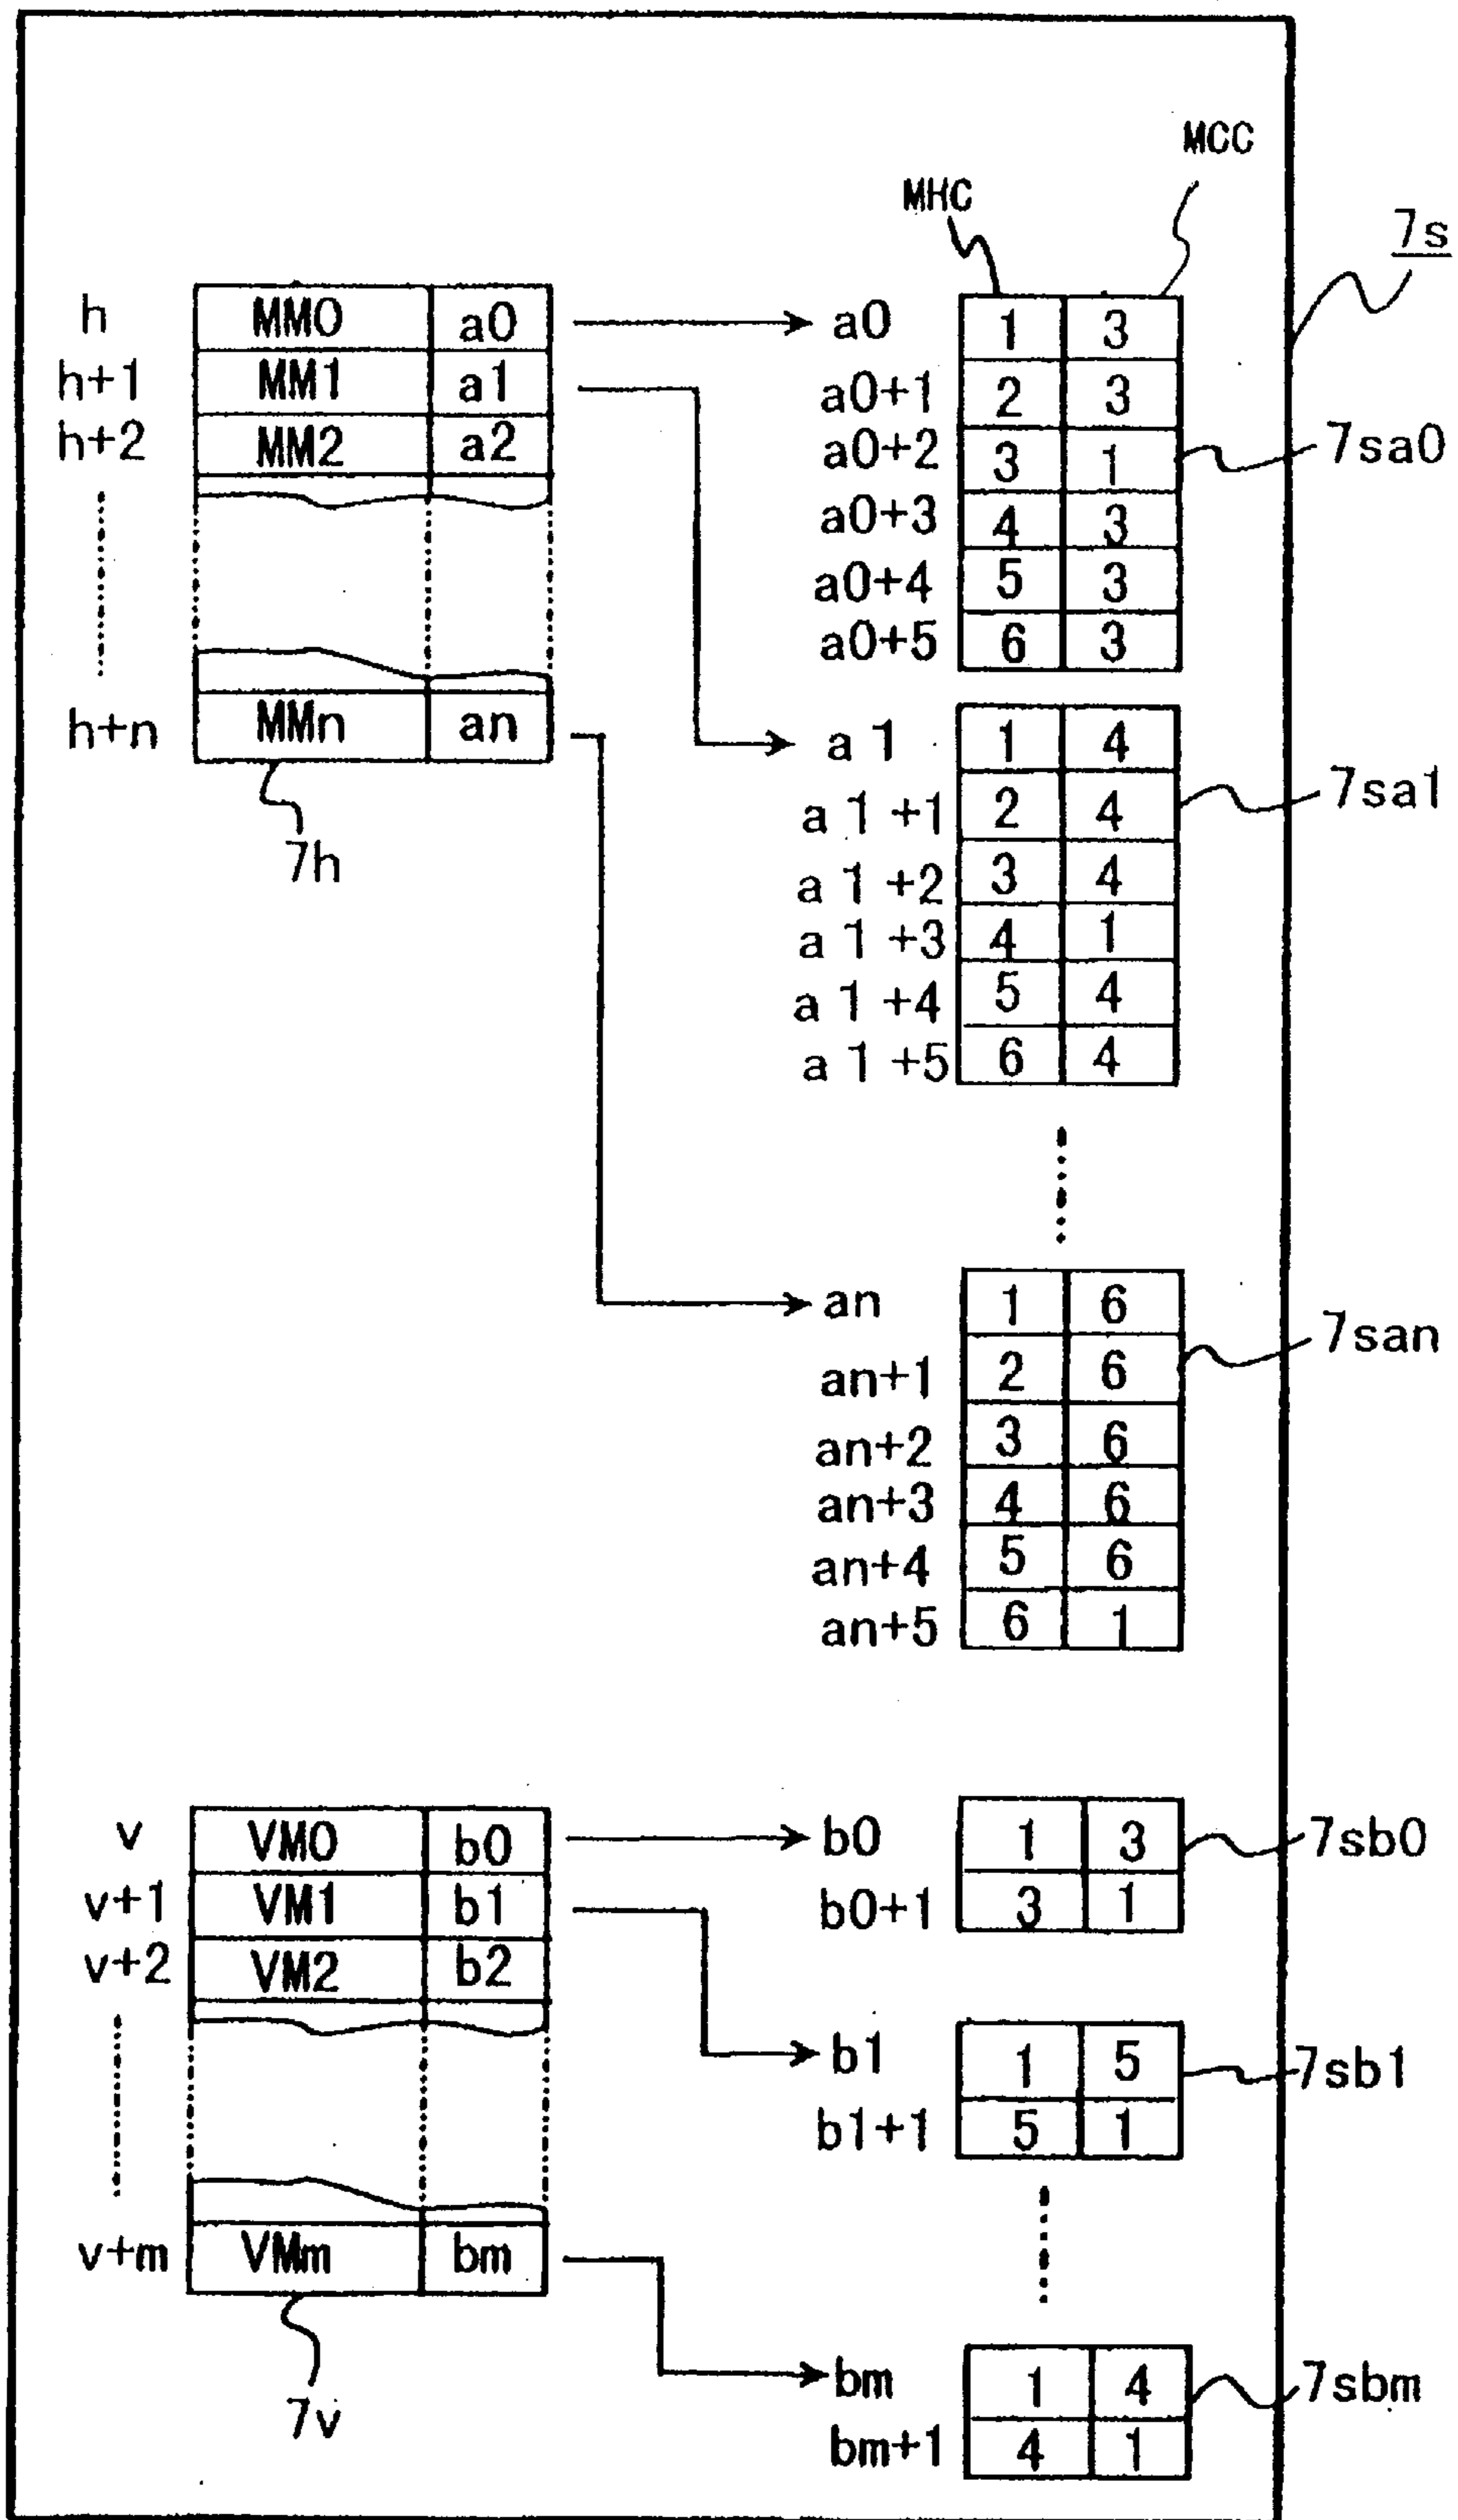 MCC
MHC
7s
h MM0 a0 a0 1 3
h+1 MM1 a1 a0+1 2 3
h+2 MM2 a2 a0+2 3 1 7sa0
a0+3 4 3
a0+4 5 3
a0+5 6 3
h+n MMn an a1 1 4
7h
a1+1 2 4 7sa1
a1+2 3 4
a1+3 4 1
a1+4 5 4
a1+5 6 4
an 1 6
7san
an+1 2 6
an+2 3 6
an+3 4 6
an+4 5 6
an+5 6 1
v VM0 b0 b0 1 3 7sb0
v+1 VM1 b1 b0+1 3 1
v+2 VM2 b2
b1 1 5 7sb1
b1+1 5 1
v+m VMm bm
7v
bm 1 4 7sbm
bm+1 4 1